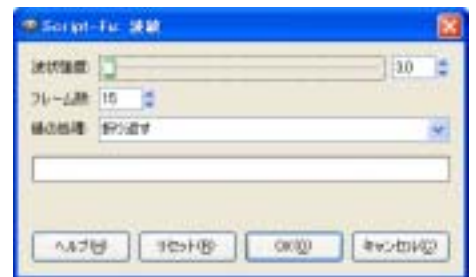 Script-Fu: 波紋
波状強度: 3.0
フレーム数: 15
縁の処理: 折り返す
ヘルプ(H) リセット(R) OK(O) キャンセル(C)